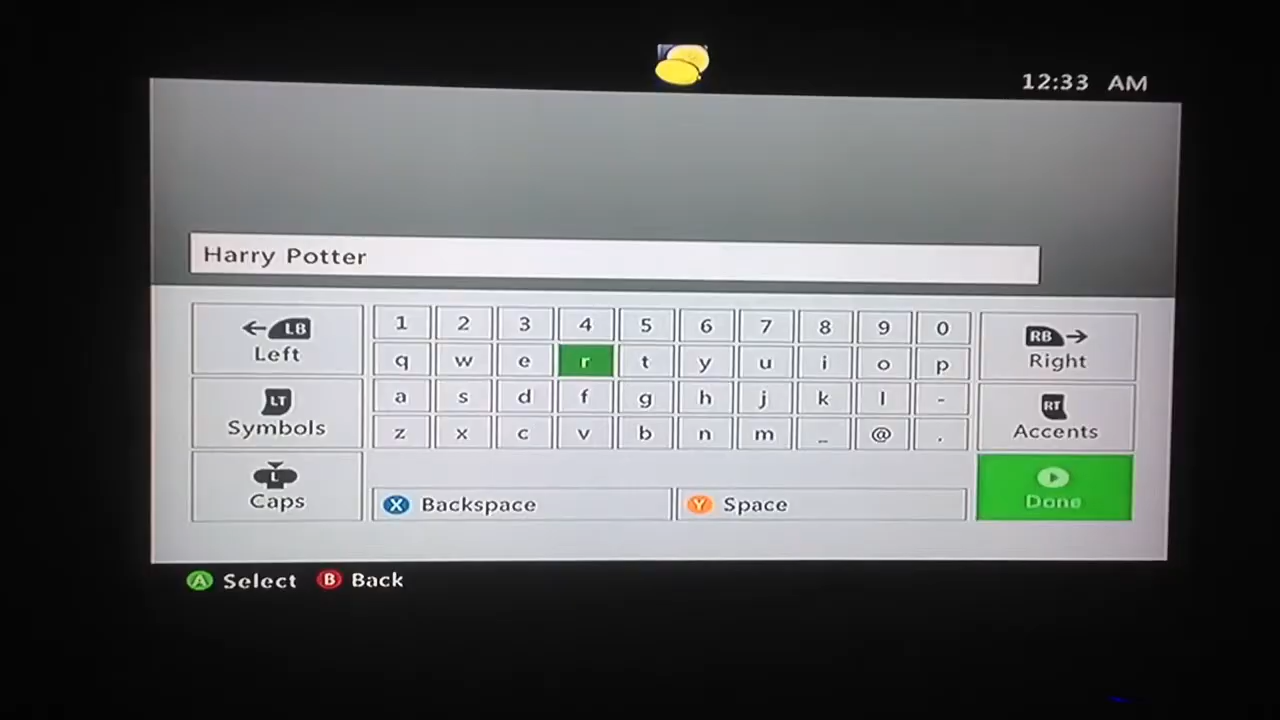 12:33 AM
Harry Potter
LB
Left
1 2 3 4 5 6 7 8 9 0
RB
Right
q w e r t y u i o p
LT
Symbols
a s d f g h j k l -
RT
Accents
z x c v b n m _ @ .
L
Caps
X Backspace
Y Space
Done
A Select B Back